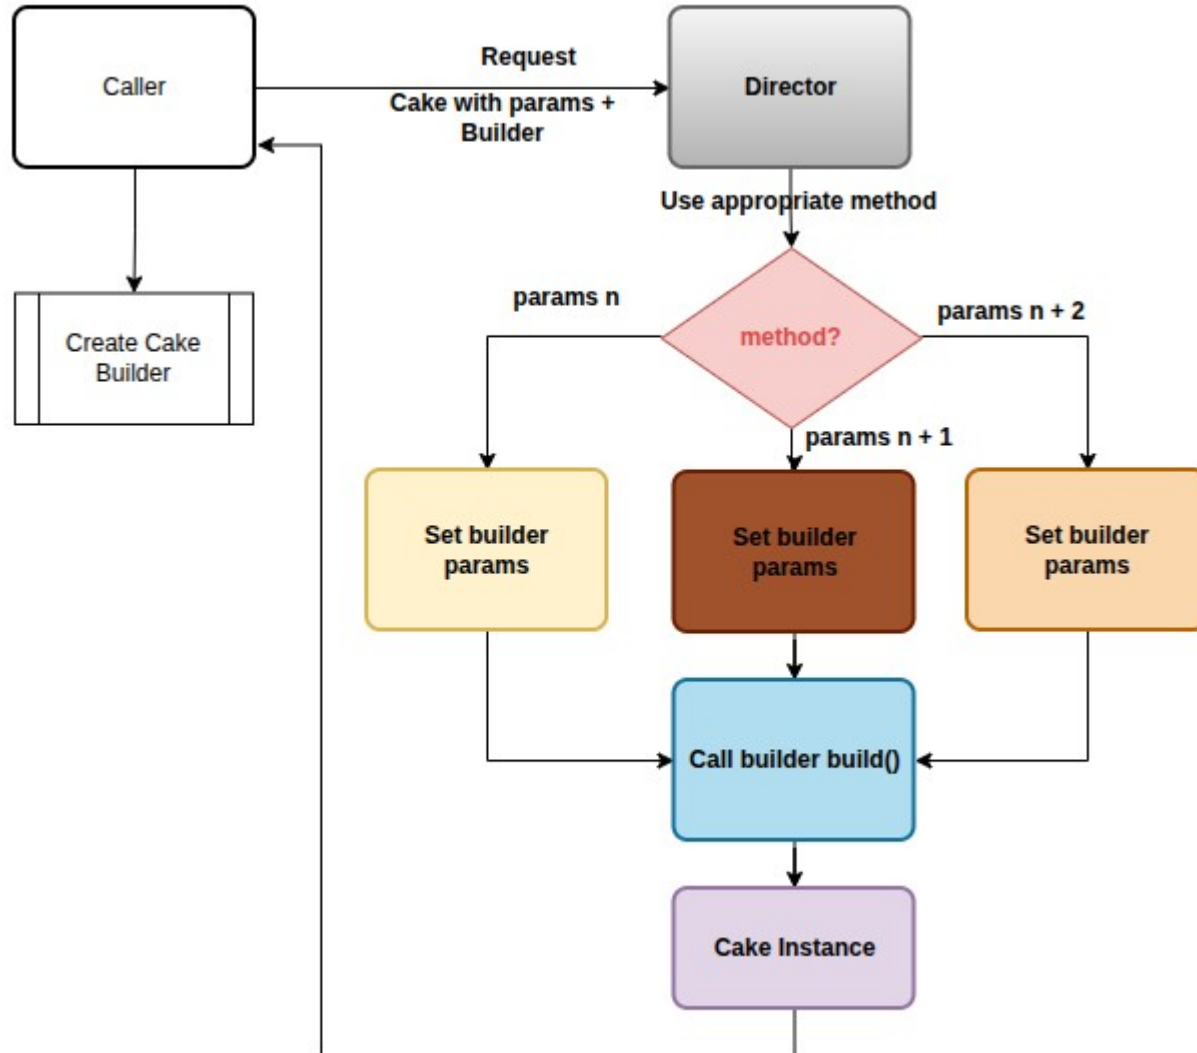 Caller
Request
Cake with params +
Builder
Director
Use appropriate method
Create Cake
Builder
params n
method?
params n + 2
params n + 1
Set builder
params
Set builder
params
Set builder
params
Call builder build()
Cake Instance